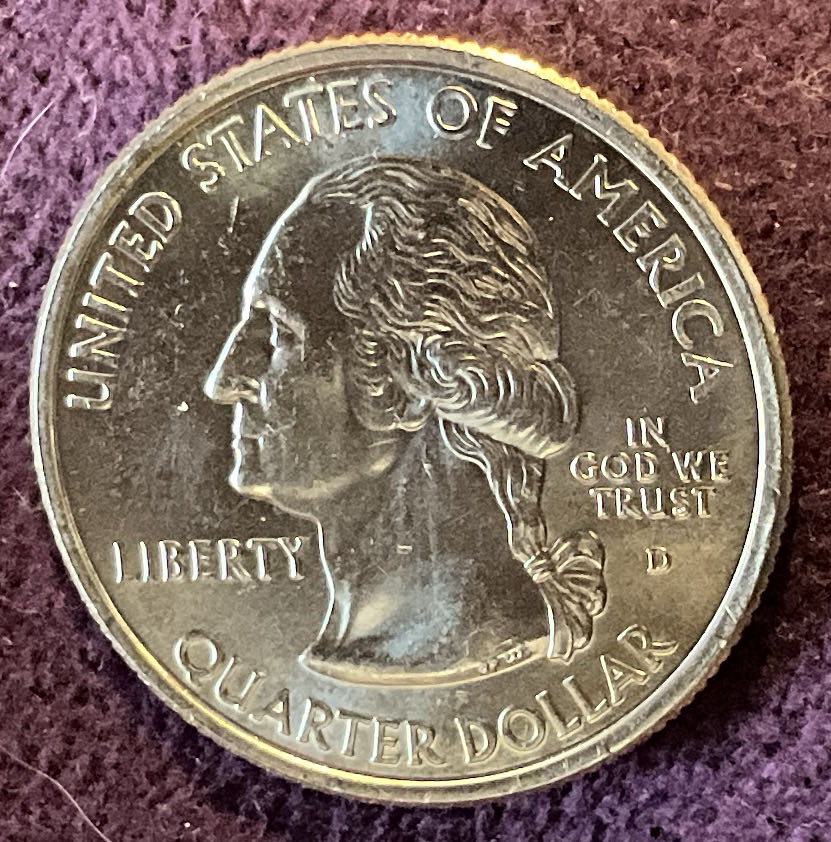 UNITED STATES OF AMERICA
IN
GOD WE
TRUST
LIBERTY
D
QUARTER DOLLAR